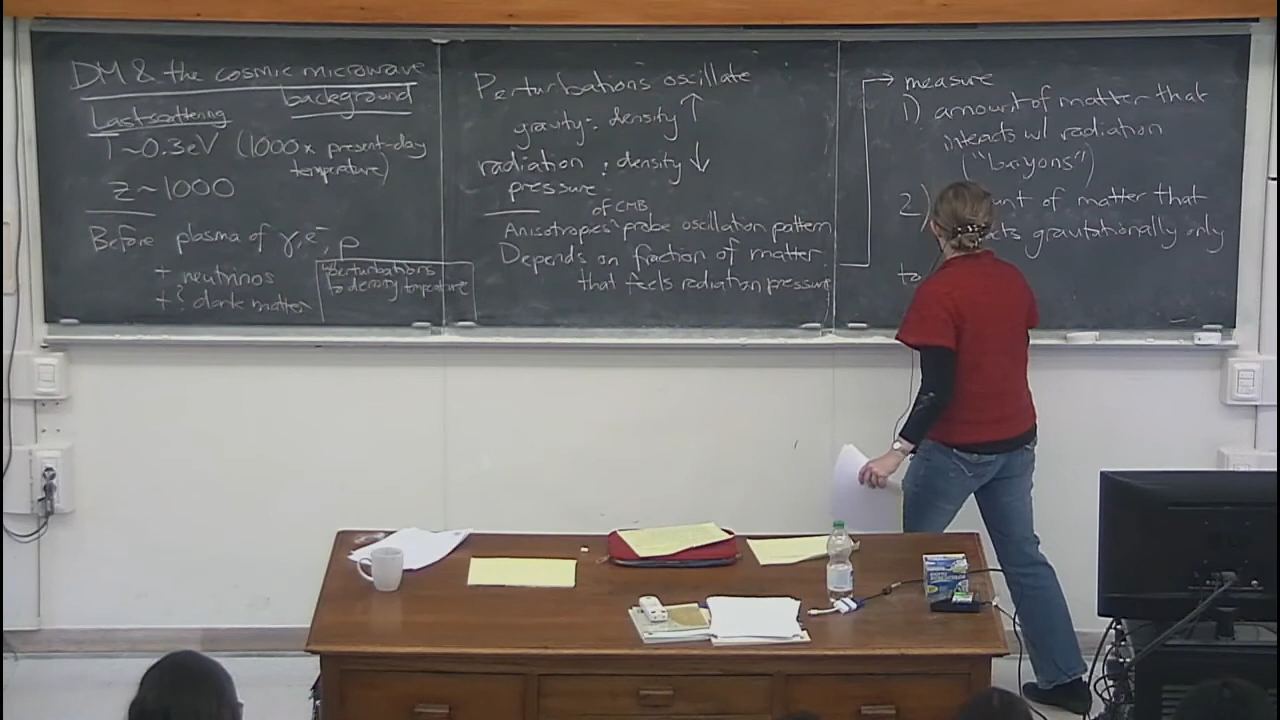 DM & the cosmic microwave
background
Last scattering
T ~ 0.3 eV (1000 x present-day
temperature)
z ~ 1000
Before plasma of γ, e⁻, p
+ neutrinos
+? dark matter
perturbations
to density temperature
Perturbations oscillate
gravity: density ↑
radiation : density ↓
pressure
of CMB
Anisotropies ^ probe oscillation pattern
Depends on fraction of matter
that feels radiation pressure
→ measure
1) amount of matter that
interacts w/ radiation
("baryons")
2) of matter that
gravitationally only
to